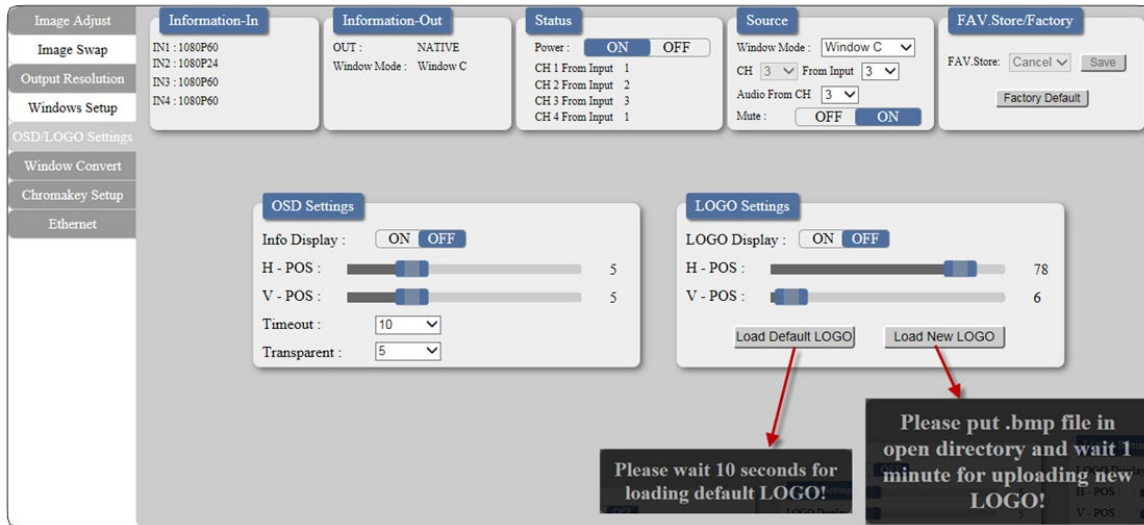 Image Adjust
Image Swap
Output Resolution
Windows Setup
OSD/LOGO Settings
Window Convert
Chromakey Setup
Ethernet
Information-In
IN1 : 1080P60
IN2 : 1080P24
IN3 : 1080P60
IN4 : 1080P60
Information-Out
OUT : NATIVE
Window Mode : Window C
Status
Power : ON OFF
CH 1 From Input 1
CH 2 From Input 2
CH 3 From Input 3
CH 4 From Input 1
Source
Window Mode : Window C
CH 3 From Input 3
Audio From CH 3
Mute : OFF ON
FAV.Store/Factory
FAV.Store: Cancel Save
Factory Default
OSD Settings
Info Display : ON OFF
H - POS : 5
V - POS : 5
Timeout : 10
Transparent : 5
LOGO Settings
LOGO Display : ON OFF
H - POS : 78
V - POS : 6
Load Default LOGO Load New LOGO
Please wait 10 seconds for
loading default LOGO!
Please put .bmp file in
open directory and wait 1
minute for uploading new
LOGO!